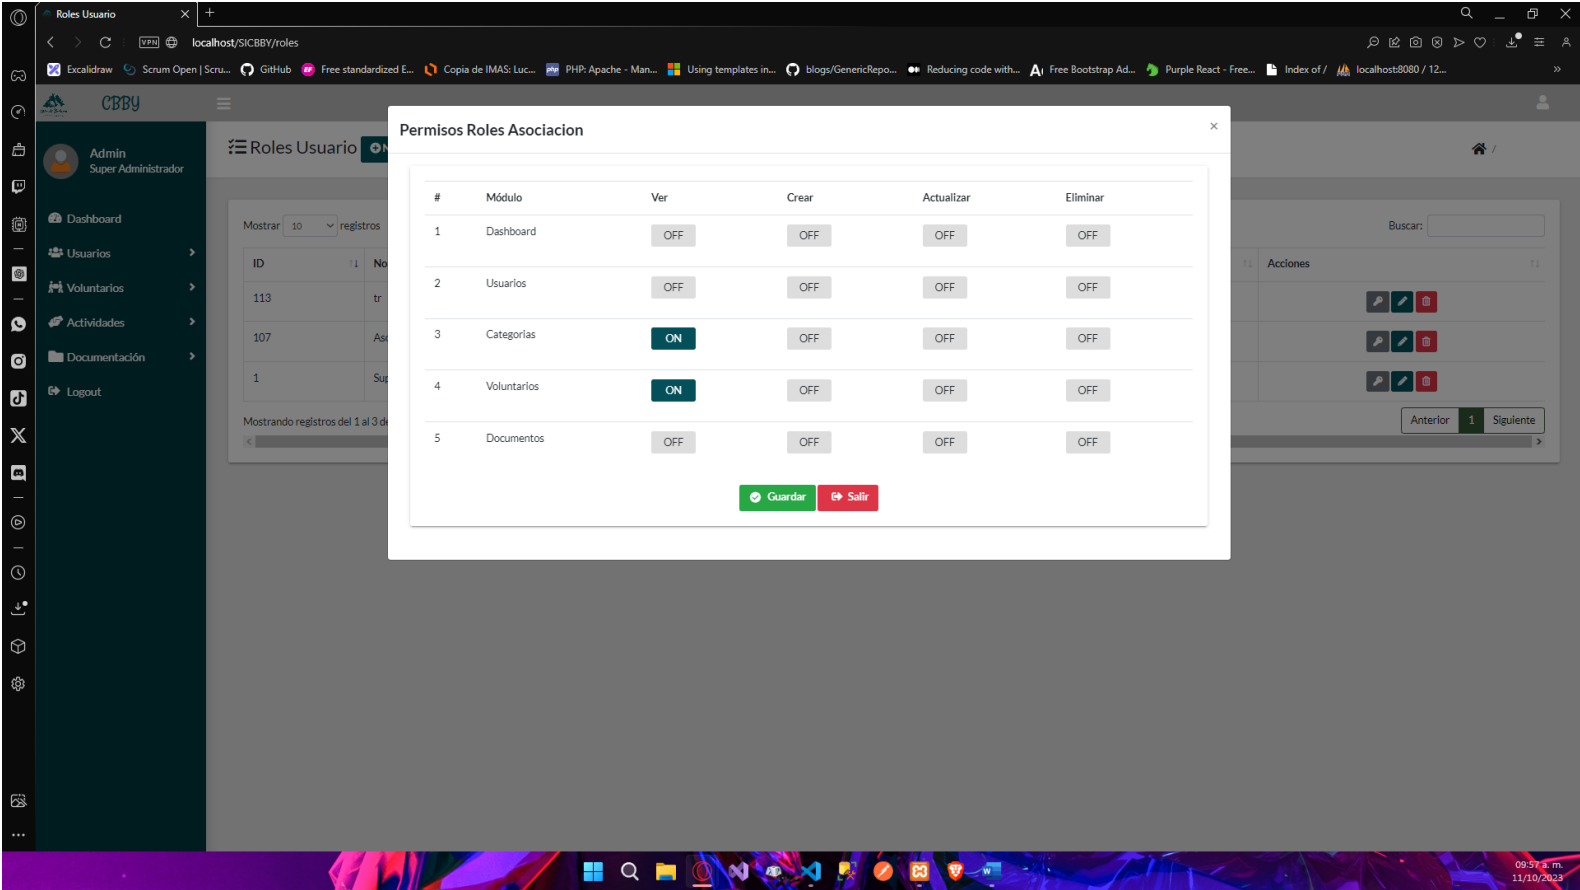 Roles Usuario
VPN localhost/SICBBY/roles
Excalidraw Scrum Open | Scru... GitHub Free standardized E... Copia de IMAS: Luc... PHP: Apache - Man... Using templates in... blogs/GenericRepo... Reducing code with... Free Bootstrap Ad... Purple React - Free... Index of / localhost:8080 / 12...
CBBY
Admin
Super Administrador
Dashboard
Usuarios
Voluntarios
Actividades
Documentación
Logout
Roles Usuario N
/
Mostrar 10 registros
Buscar:
ID No Acciones
113 tr
107 Aso
1 Sup
Mostrando registros del 1 al 3 de
Anterior 1 Siguiente
Permisos Roles Asociacion ×
# Módulo Ver Crear Actualizar Eliminar
1 Dashboard OFF OFF OFF OFF
2 Usuarios OFF OFF OFF OFF
3 Categorias ON OFF OFF OFF
4 Voluntarios ON OFF OFF OFF
5 Documentos OFF OFF OFF OFF
Guardar Salir
09:57 a. m.
11/10/2023